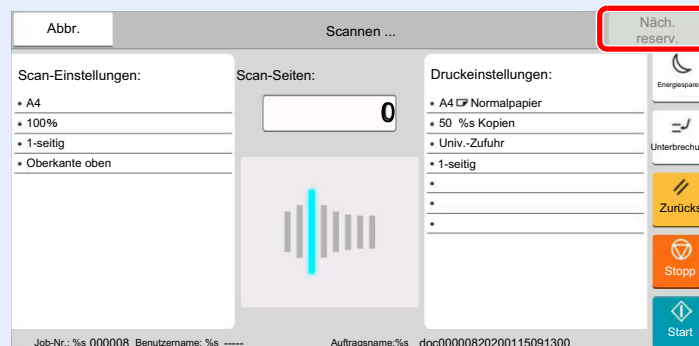 Abbr.
Scannen ...
Näch.
reserv.
Scan-Einstellungen:
• A4
• 100%
• 1-seitig
• Oberkante oben
Scan-Seiten:
0
Druckeinstellungen:
• A4 Normalpapier
• 50 %s Kopien
• Univ.-Zufuhr
• 1-seitig
•
•
•
Energiespare
Unterbrechu
Zurücks
Stopp
Start
Job-Nr.: %s 000008 Benutzername: %s -----
Auftragsname:%s doc00000820200115091300